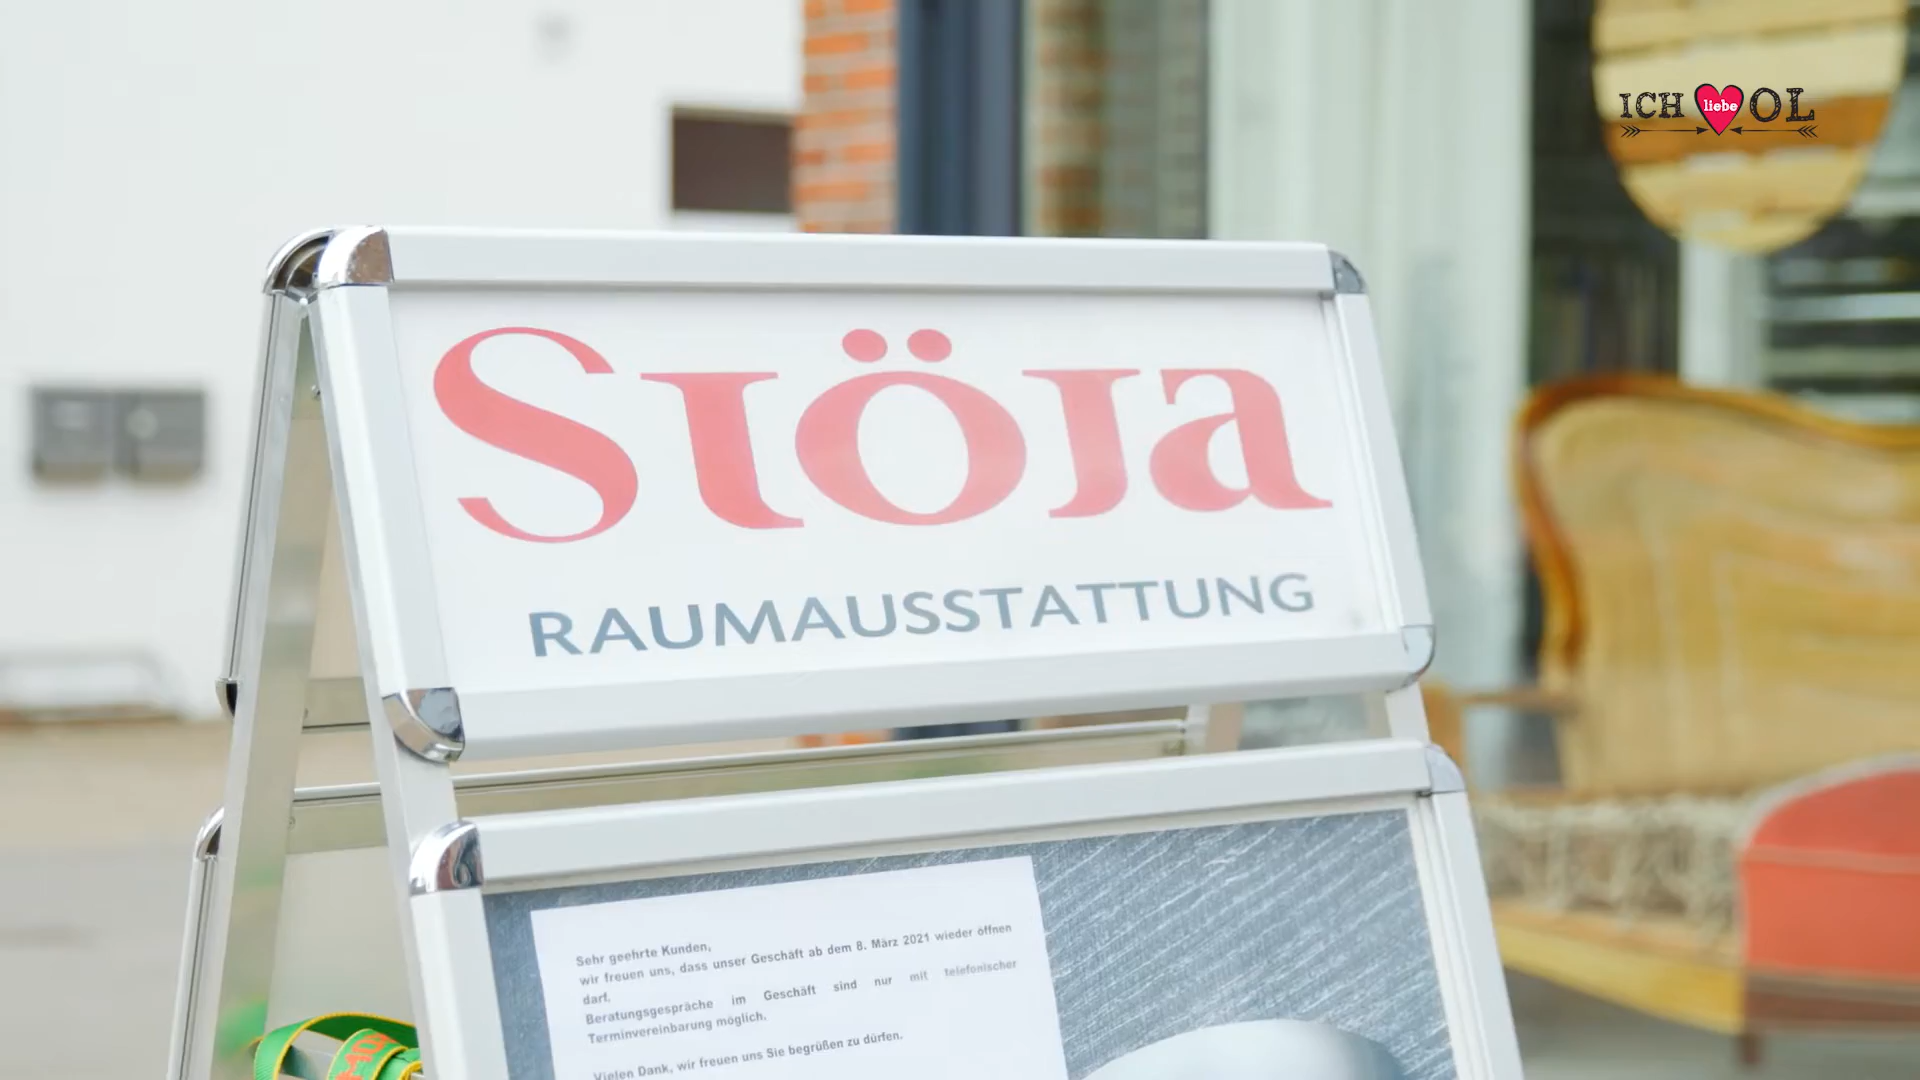 ICH liebe OL
Stöja
RAUMAUSSTATTUNG
Sehr geehrte Kunden,
wir freuen uns, dass unser Geschäft ab dem 8. März 2021 wieder öffnen
darf.
Beratungsgespräche im Geschäft sind nur mit telefonischer
Terminvereinbarung möglich.
Vielen Dank, wir freuen uns Sie begrüßen zu dürfen.